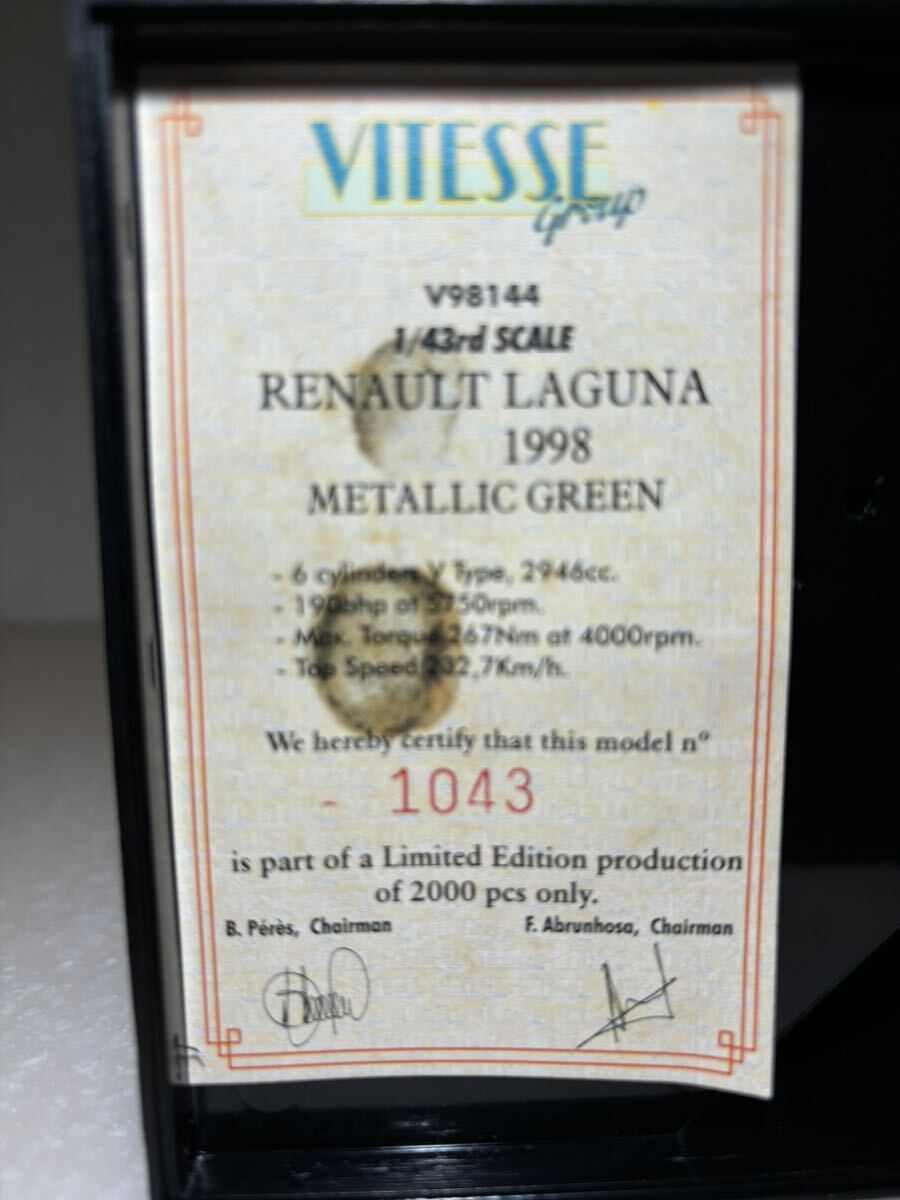 VITESSE
Group
V98144
1/43rd SCALE
RENAULT LAGUNA
1998
METALLIC GREEN
- 6 cylinders V Type, 2946cc.
- 190bhp at 5750rpm.
- Max. Torque 267Nm at 4000rpm.
- Top Speed 232,7Km/h.
We hereby certify that this model nº
- 1043
is part of a Limited Edition production
of 2000 pcs only.
B. Pérès, Chairman F. Abrunhosa, Chairman